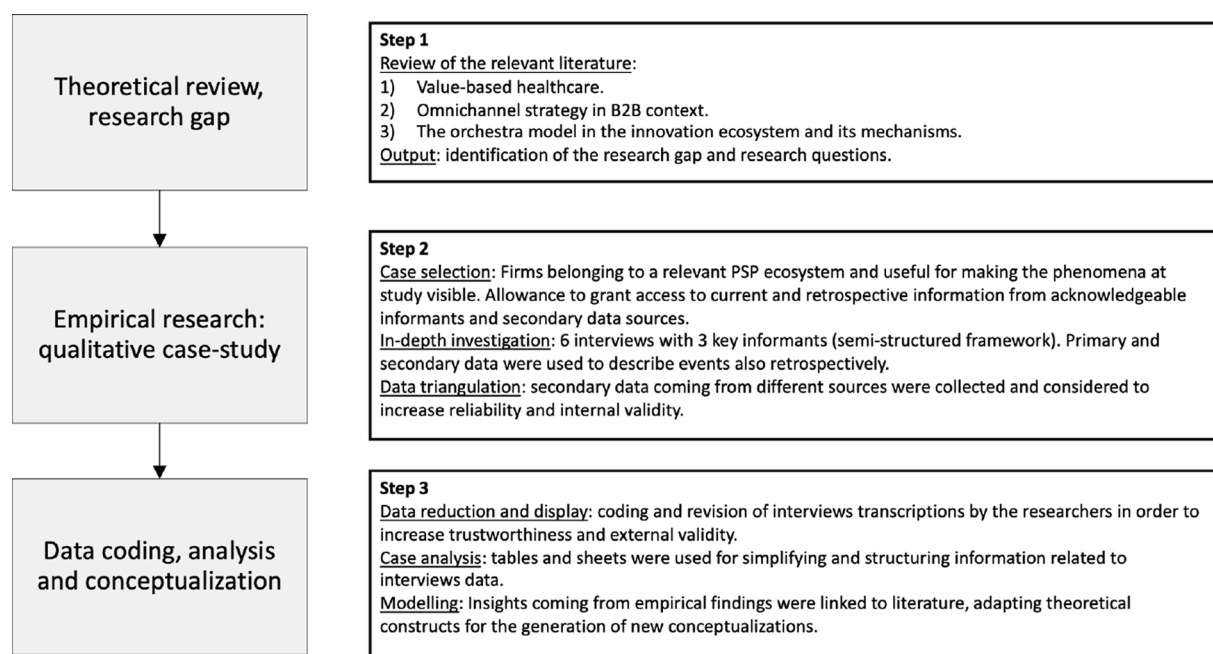 Theoretical review,
research gap
Step 1
Review of the relevant literature:
1) Value-based healthcare.
2) Omnichannel strategy in B2B context.
3) The orchestra model in the innovation ecosystem and its mechanisms.
Output: identification of the research gap and research questions.
Empirical research:
qualitative case-study
Step 2
Case selection: Firms belonging to a relevant PSP ecosystem and useful for making the phenomena at
study visible. Allowance to grant access to current and retrospective information from acknowledgeable
informants and secondary data sources.
In-depth investigation: 6 interviews with 3 key informants (semi-structured framework). Primary and
secondary data were used to describe events also retrospectively.
Data triangulation: secondary data coming from different sources were collected and considered to
increase reliability and internal validity.
Data coding, analysis
and conceptualization
Step 3
Data reduction and display: coding and revision of interviews transcriptions by the researchers in order to
increase trustworthiness and external validity.
Case analysis: tables and sheets were used for simplifying and structuring information related to
interviews data.
Modelling: Insights coming from empirical findings were linked to literature, adapting theoretical
constructs for the generation of new conceptualizations.